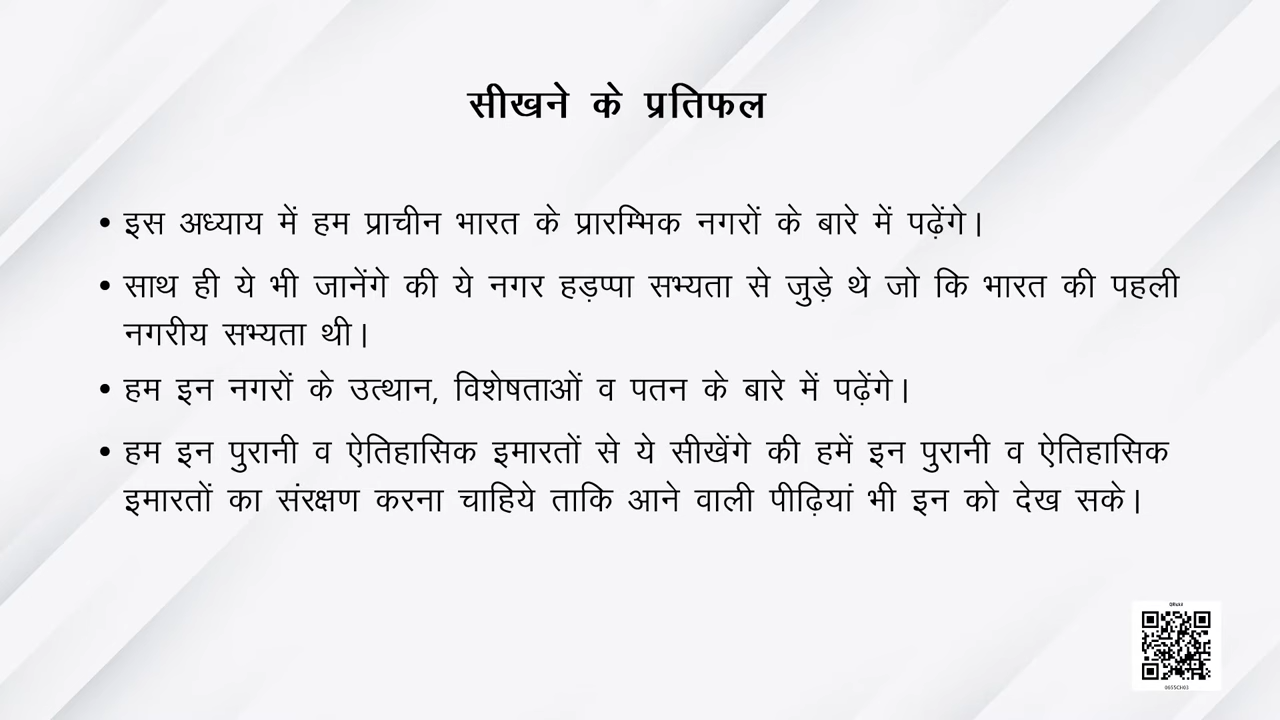 सीखने के प्रतिफल
• इस अध्याय में हम प्राचीन भारत के प्रारम्भिक नगरों के बारे में पढ़ेंगे।
• साथ ही ये भी जानेंगे की ये नगर हड़प्पा सभ्यता से जुड़े थे जो कि भारत की पहली
नगरीय सभ्यता थी।
• हम इन नगरों के उत्थान, विशेषताओं व पतन के बारे में पढ़ेंगे।
• हम इन पुरानी व ऐतिहासिक इमारतों से ये सीखेंगे की हमें इन पुरानी व ऐतिहासिक
इमारतों का संरक्षण करना चाहिये ताकि आने वाली पीढ़ियां भी इन को देख सके।
0655CH03